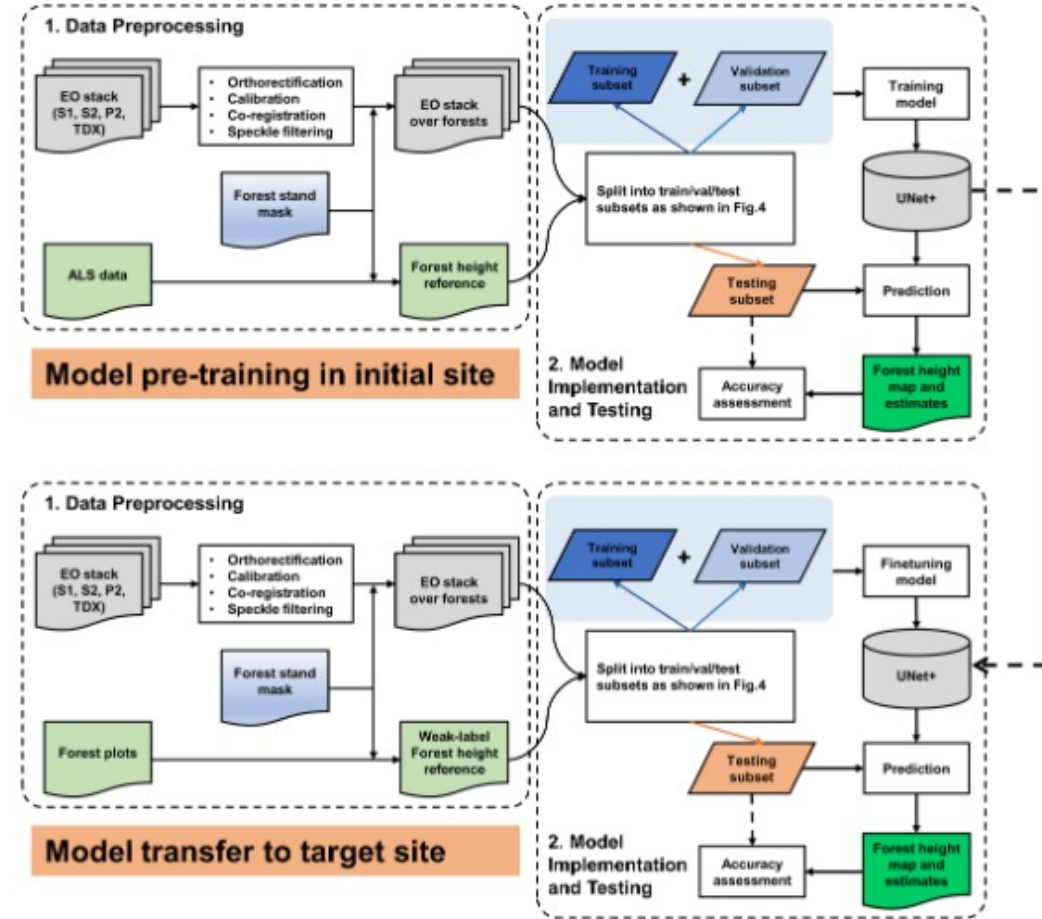 1. Data Preprocessing
EO stack
(S1, S2, P2,
TDX)
• Orthorectification
• Calibration
• Co-registration
• Speckle filtering
EO stack
over forests
Forest stand
mask
ALS data
Forest height
reference
Model pre-training in initial site
Training
subset
+
Validation
subset
Training
model
Split into train/val/test
subsets as shown in Fig.4
UNet+
Testing
subset
Prediction
2. Model
Implementation
and Testing
Accuracy
assessment
Forest height
map and
estimates
1. Data Preprocessing
EO stack
(S1, S2, P2,
TDX)
• Orthorectification
• Calibration
• Co-registration
• Speckle filtering
EO stack
over forests
Forest stand
mask
Forest plots
Weak-label
Forest height
reference
Model transfer to target site
Training
subset
+
Validation
subset
Finetuning
model
Split into train/val/test
subsets as shown in Fig.4
UNet+
Testing
subset
Prediction
2. Model
Implementation
and Testing
Accuracy
assessment
Forest height
map and
estimates